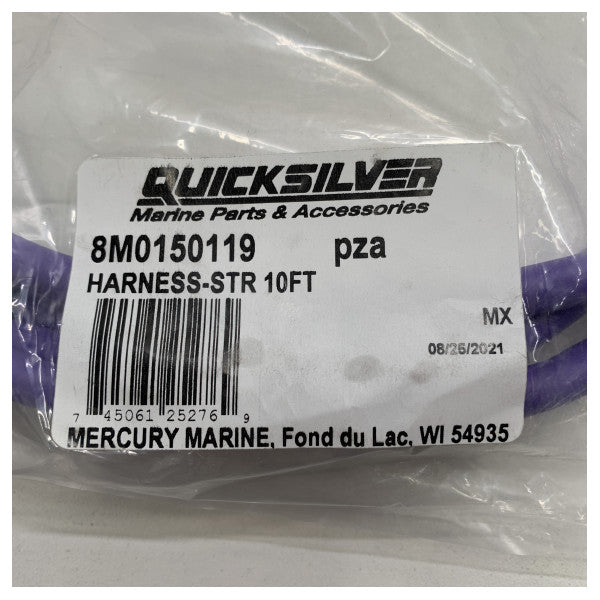 QUICKSILVER
Marine Parts & Accessories
8M0150119 pza
HARNESS-STR 10FT
MX
08/25/2021
7 45061 25276 9
MERCURY MARINE, Fond du Lac, WI 54935